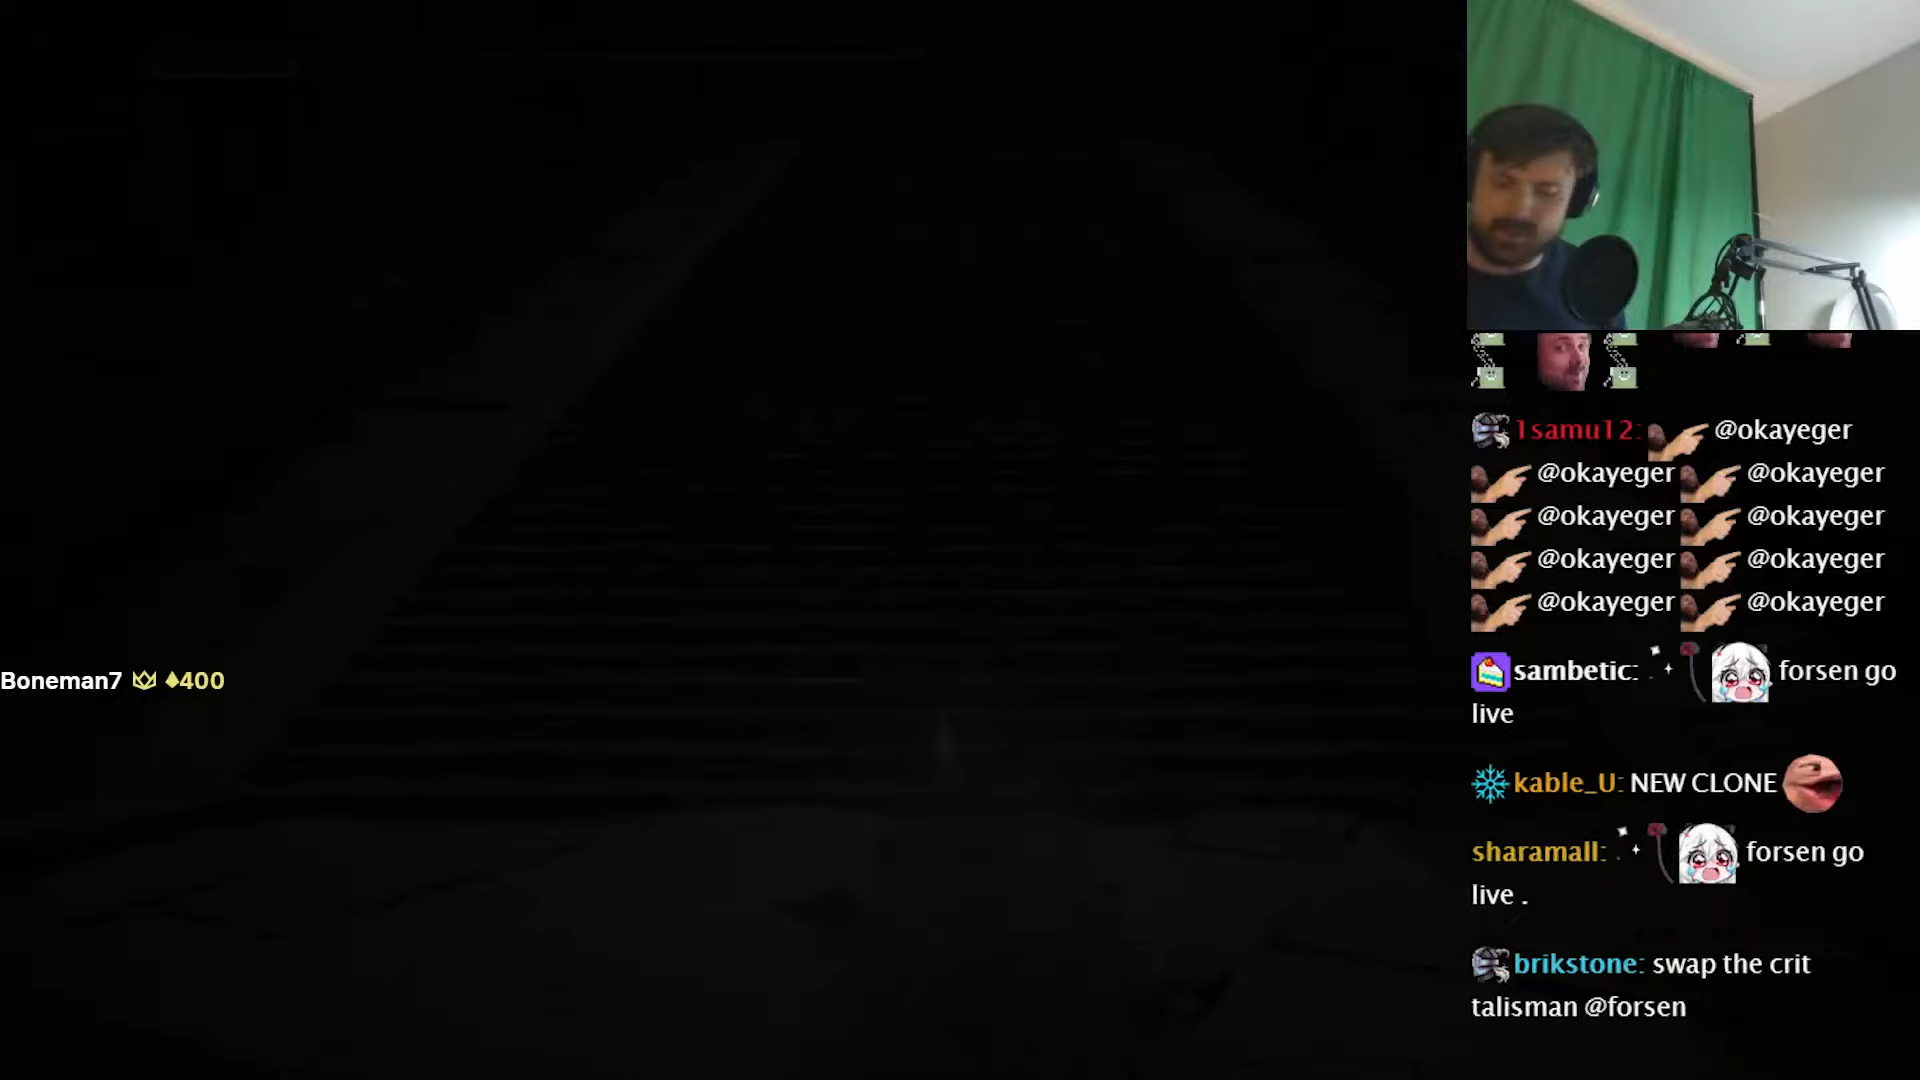 Boneman7 400
1samu12: @okayeger
@okayeger @okayeger
@okayeger @okayeger
@okayeger @okayeger
@okayeger @okayeger
sambetic: forsen go
live
kable_U: NEW CLONE
sharamall: forsen go
live .
brikstone: swap the crit
talisman @forsen